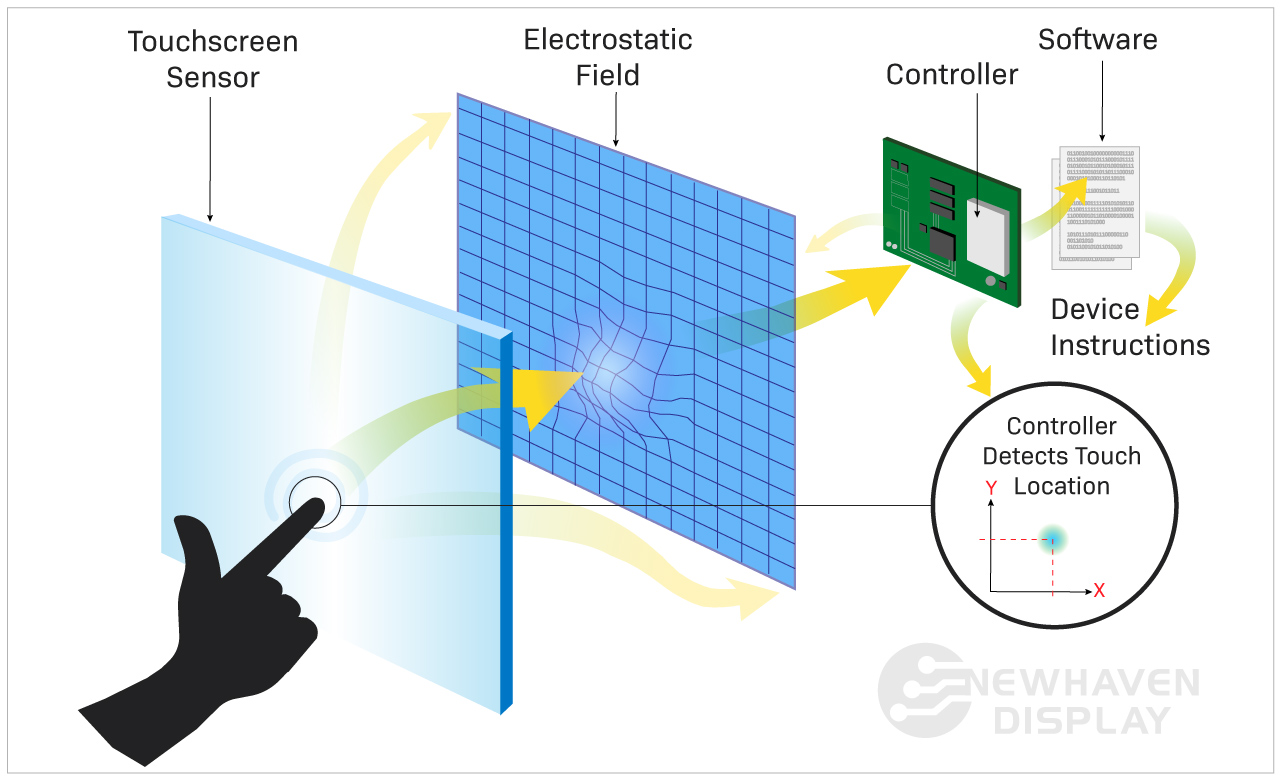 Touchscreen
Sensor
Electrostatic
Field
Controller
Software
Device
Instructions
Controller
Detects Touch
Location
Y
X
NEWHAVEN
DISPLAY